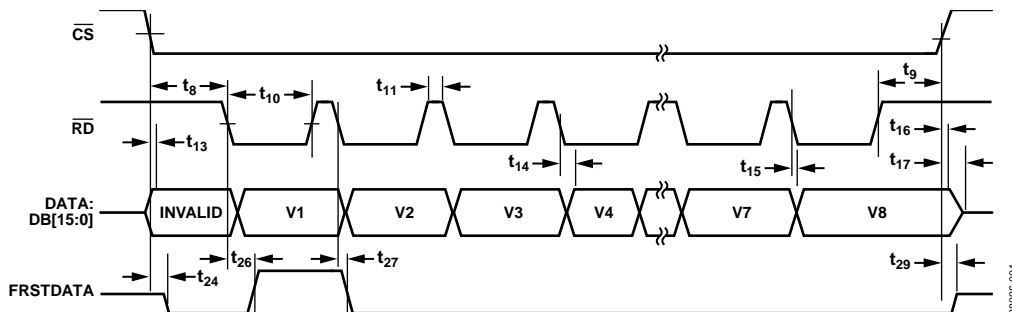 CS
t8
t10
t11
t9
RD
t13
t14
t15
t16
t17
DATA:
DB[15:0]
INVALID
V1
V2
V3
V4
V7
V8
t24
t26
t27
t29
FRSTDATA